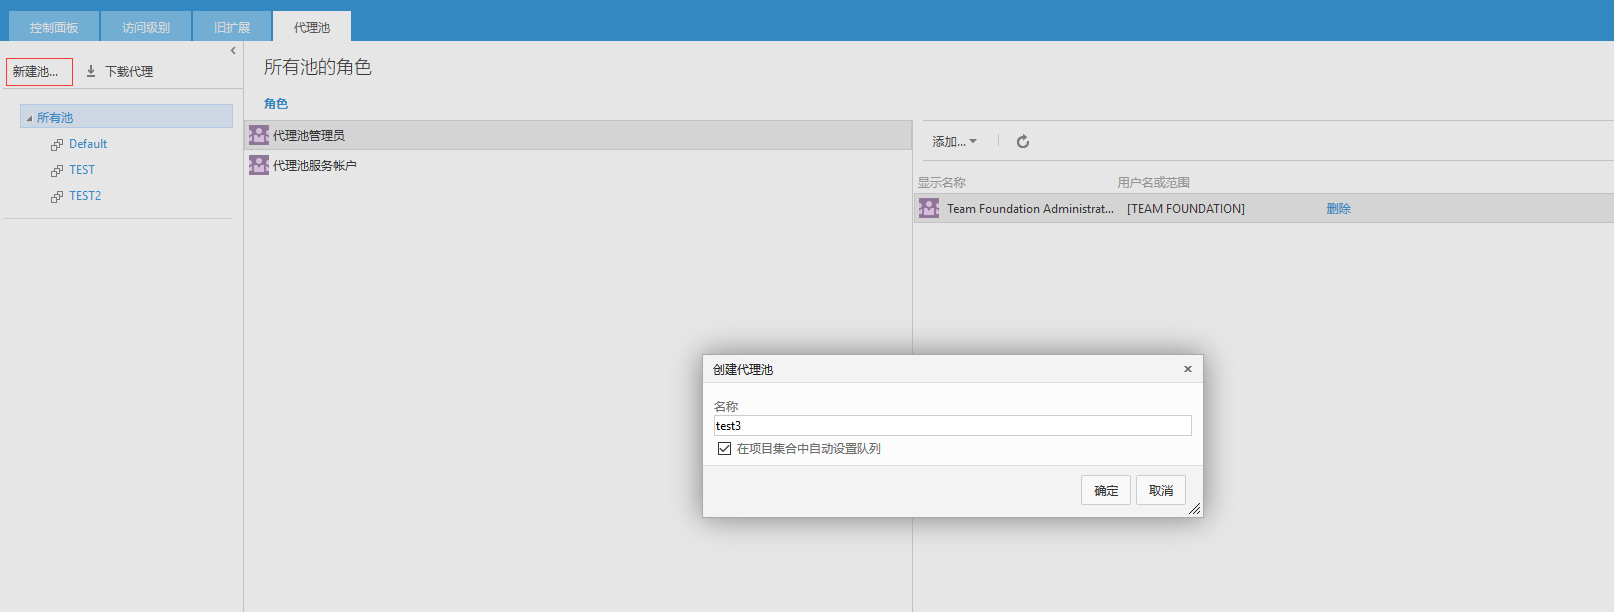 控制面板
访问级别
旧扩展
代理池
新建池...
下载代理
所有池
Default
TEST
TEST2
所有池的角色
角色
代理池管理员
代理池服务帐户
添加...
显示名称 用户名或范围
Team Foundation Administrat... [TEAM FOUNDATION] 删除
创建代理池
名称
test3
在项目集合中自动设置队列
确定 取消